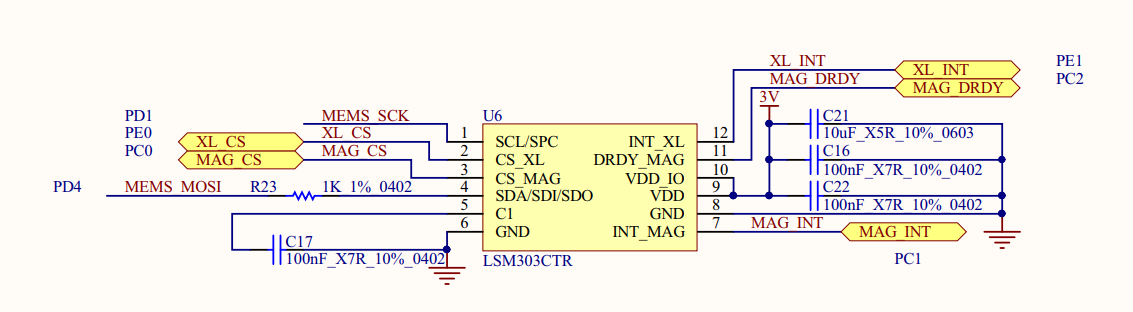 XL_INT
XL_INT
PE1
MAG_DRDY
MAG_DRDY
PC2
3V
PD1
MEMS_SCK
U6
C21
10uF_X5R_10%_0603
PE0
XL_CS
XL_CS
1
SCL/SPC
INT_XL
12
PC0
MAG_CS
MAG_CS
2
CS_XL
DRDY_MAG
11
C16
100nF_X7R_10%_0402
3
CS_MAG
VDD_IO
10
PD4
MEMS_MOSI
R23
1K_1%_0402
4
SDA/SDI/SDO
VDD
9
C22
100nF_X7R_10%_0402
5
C1
GND
8
6
GND
INT_MAG
7
MAG_INT
MAG_INT
C17
100nF_X7R_10%_0402
LSM303CTR
PC1